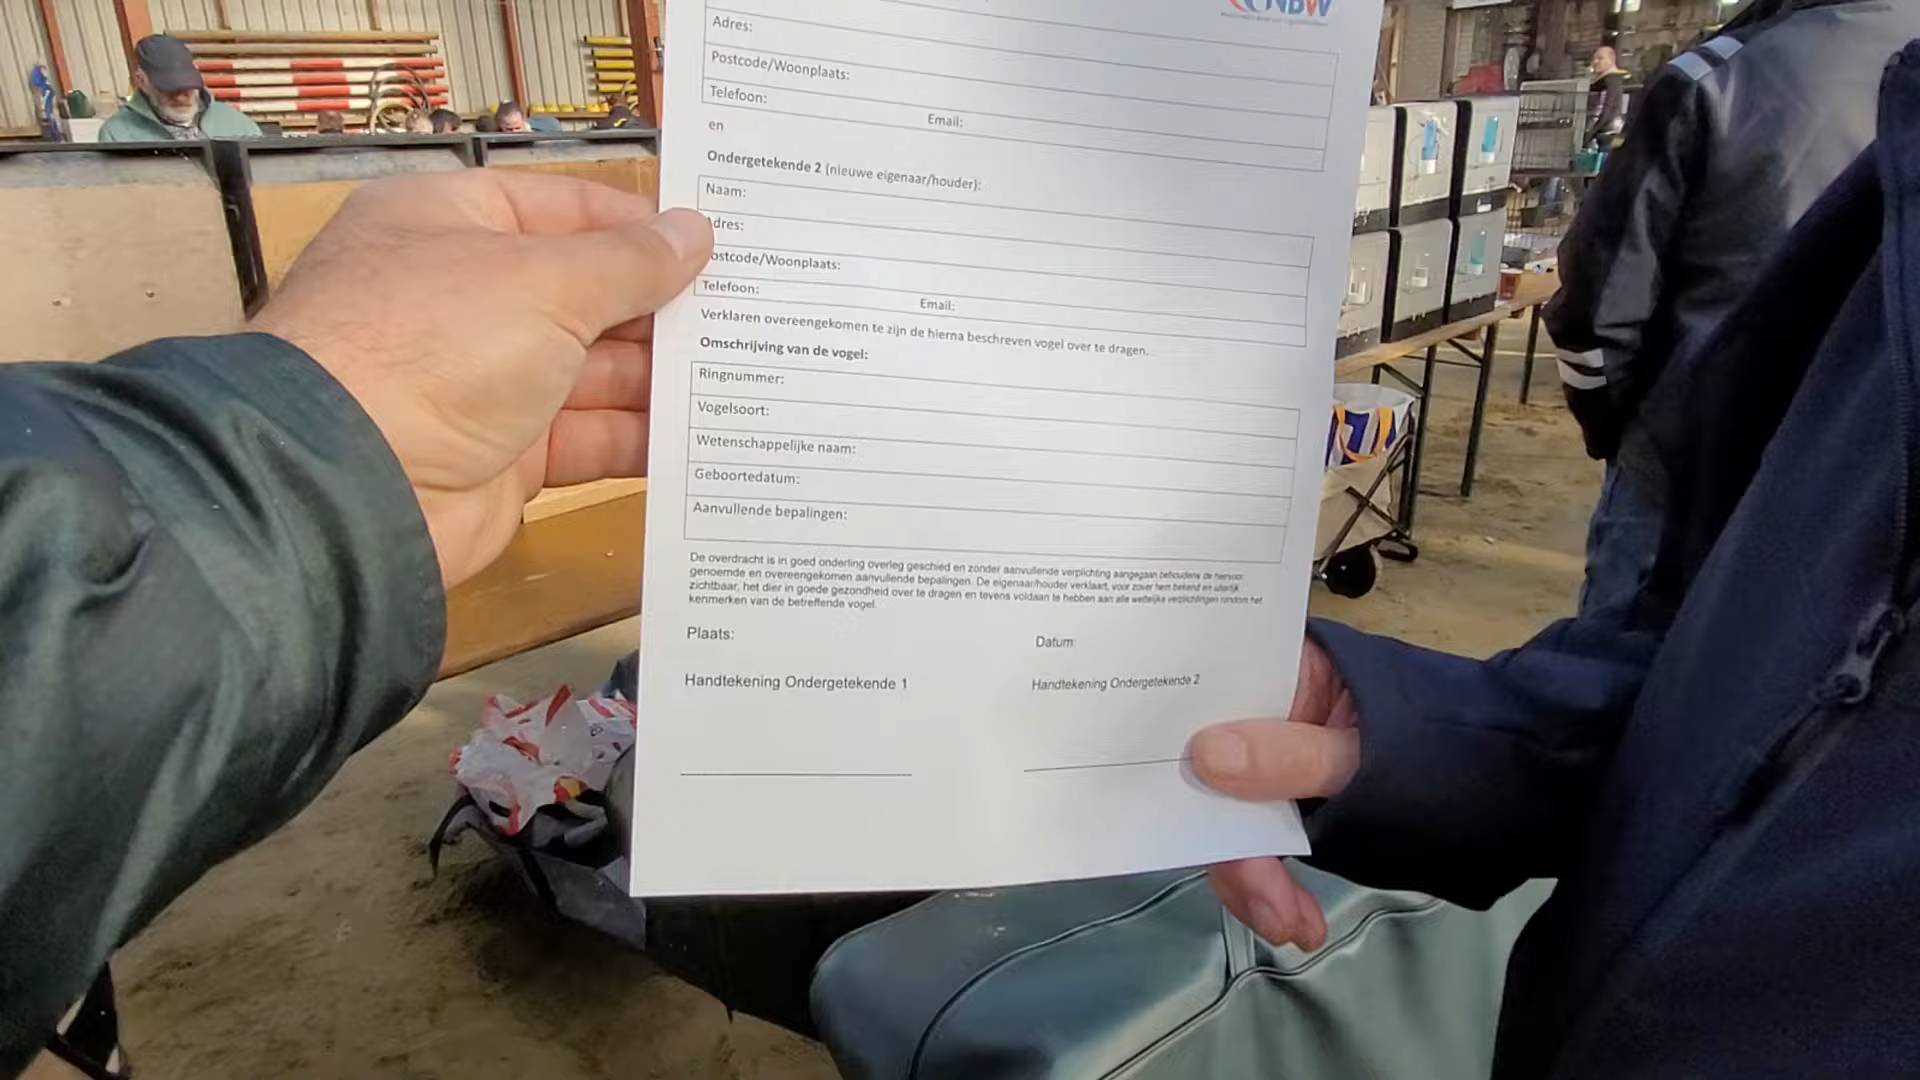 NBW
Adres:
Postcode/Woonplaats:
Telefoon: Email:
en
Ondergetekende 2 (nieuwe eigenaar/houder):
Naam:
Adres:
Postcode/Woonplaats:
Telefoon: Email:
Verklaren overeengekomen te zijn de hierna beschreven vogel over te dragen.
Omschrijving van de vogel:
Ringnummer:
Vogelsoort:
Wetenschappelijke naam:
Geboortedatum:
Aanvullende bepalingen:
De overdracht is in goed onderling overleg geschied en zonder aanvullende verplichting aangegaan behoudens de hiervoor
genoemde en overeengekomen aanvullende bepalingen. De eigenaar/houder verklaart, voor zover hem bekend en uiterlijk
zichtbaar, het dier in goede gezondheid over te dragen en tevens voldaan te hebben aan alle wettelijke verplichtingen rondom het
kenmerken van de betreffende vogel.
Plaats: Datum:
Handtekening Ondergetekende 1 Handtekening Ondergetekende 2